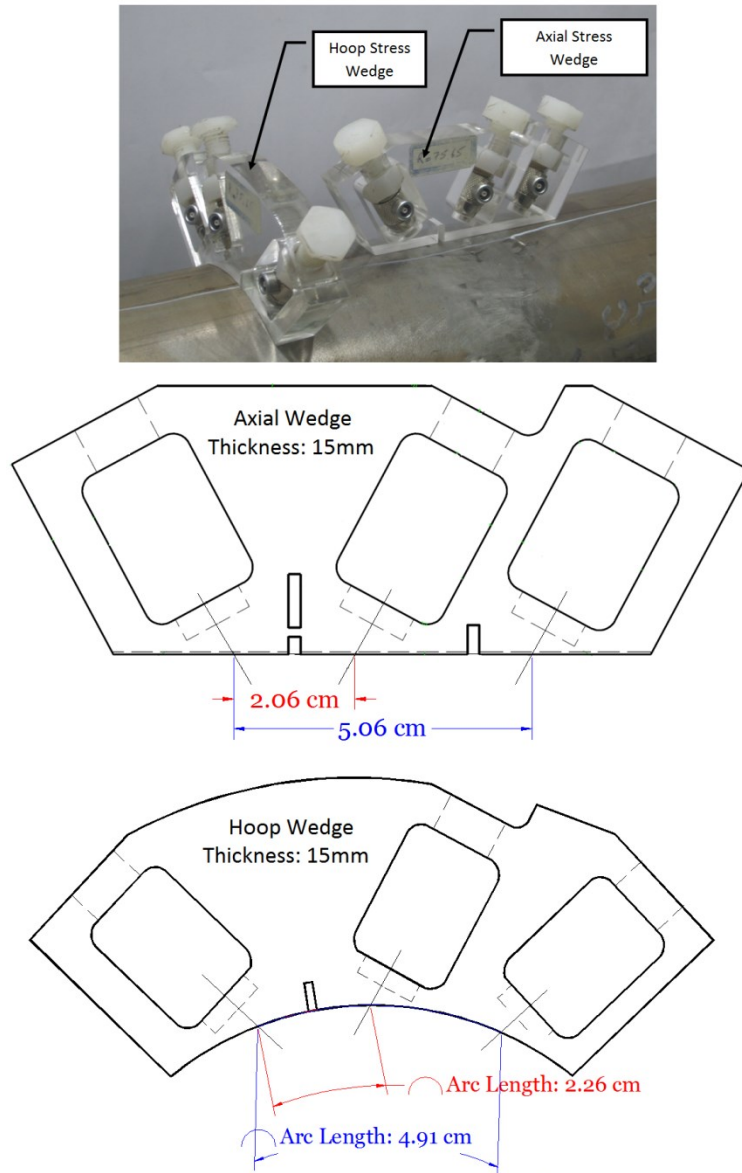 Hoop Stress
Wedge
Axial Stress
Wedge
Axial Wedge
Thickness: 15mm
2.06 cm
5.06 cm
Hoop Wedge
Thickness: 15mm
Arc Length: 2.26 cm
Arc Length: 4.91 cm